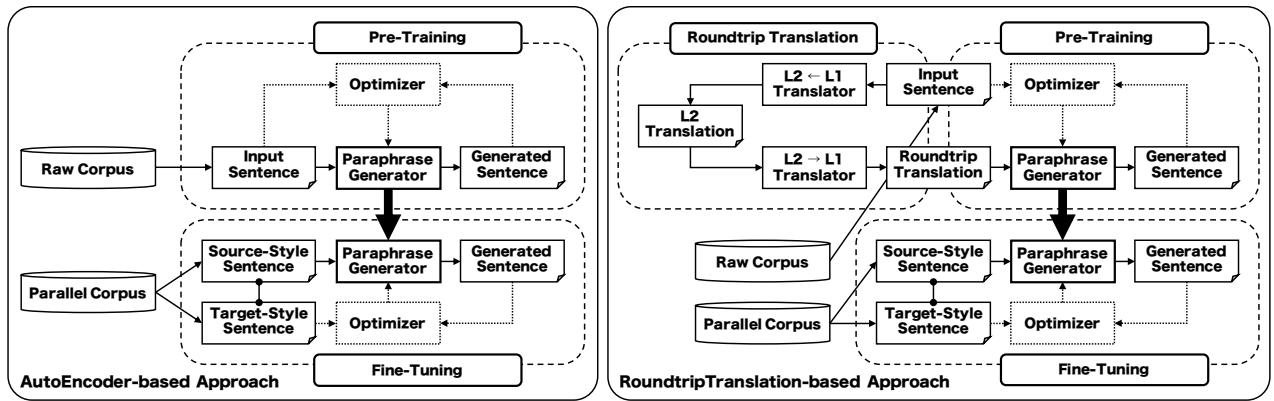 Pre-Training
Optimizer
Raw Corpus
Input
Sentence
Paraphrase
Generator
Generated
Sentence
Parallel Corpus
Source-Style
Sentence
Paraphrase
Generator
Generated
Sentence
Target-Style
Sentence
Optimizer
Fine-Tuning
AutoEncoder-based Approach
Roundtrip Translation
Pre-Training
L2 ← L1
Translator
Input
Sentence
Optimizer
L2
Translation
L2 → L1
Translator
Roundtrip
Translation
Paraphrase
Generator
Generated
Sentence
Raw Corpus
Parallel Corpus
Source-Style
Sentence
Paraphrase
Generator
Generated
Sentence
Target-Style
Sentence
Optimizer
Fine-Tuning
RoundtripTranslation-based Approach